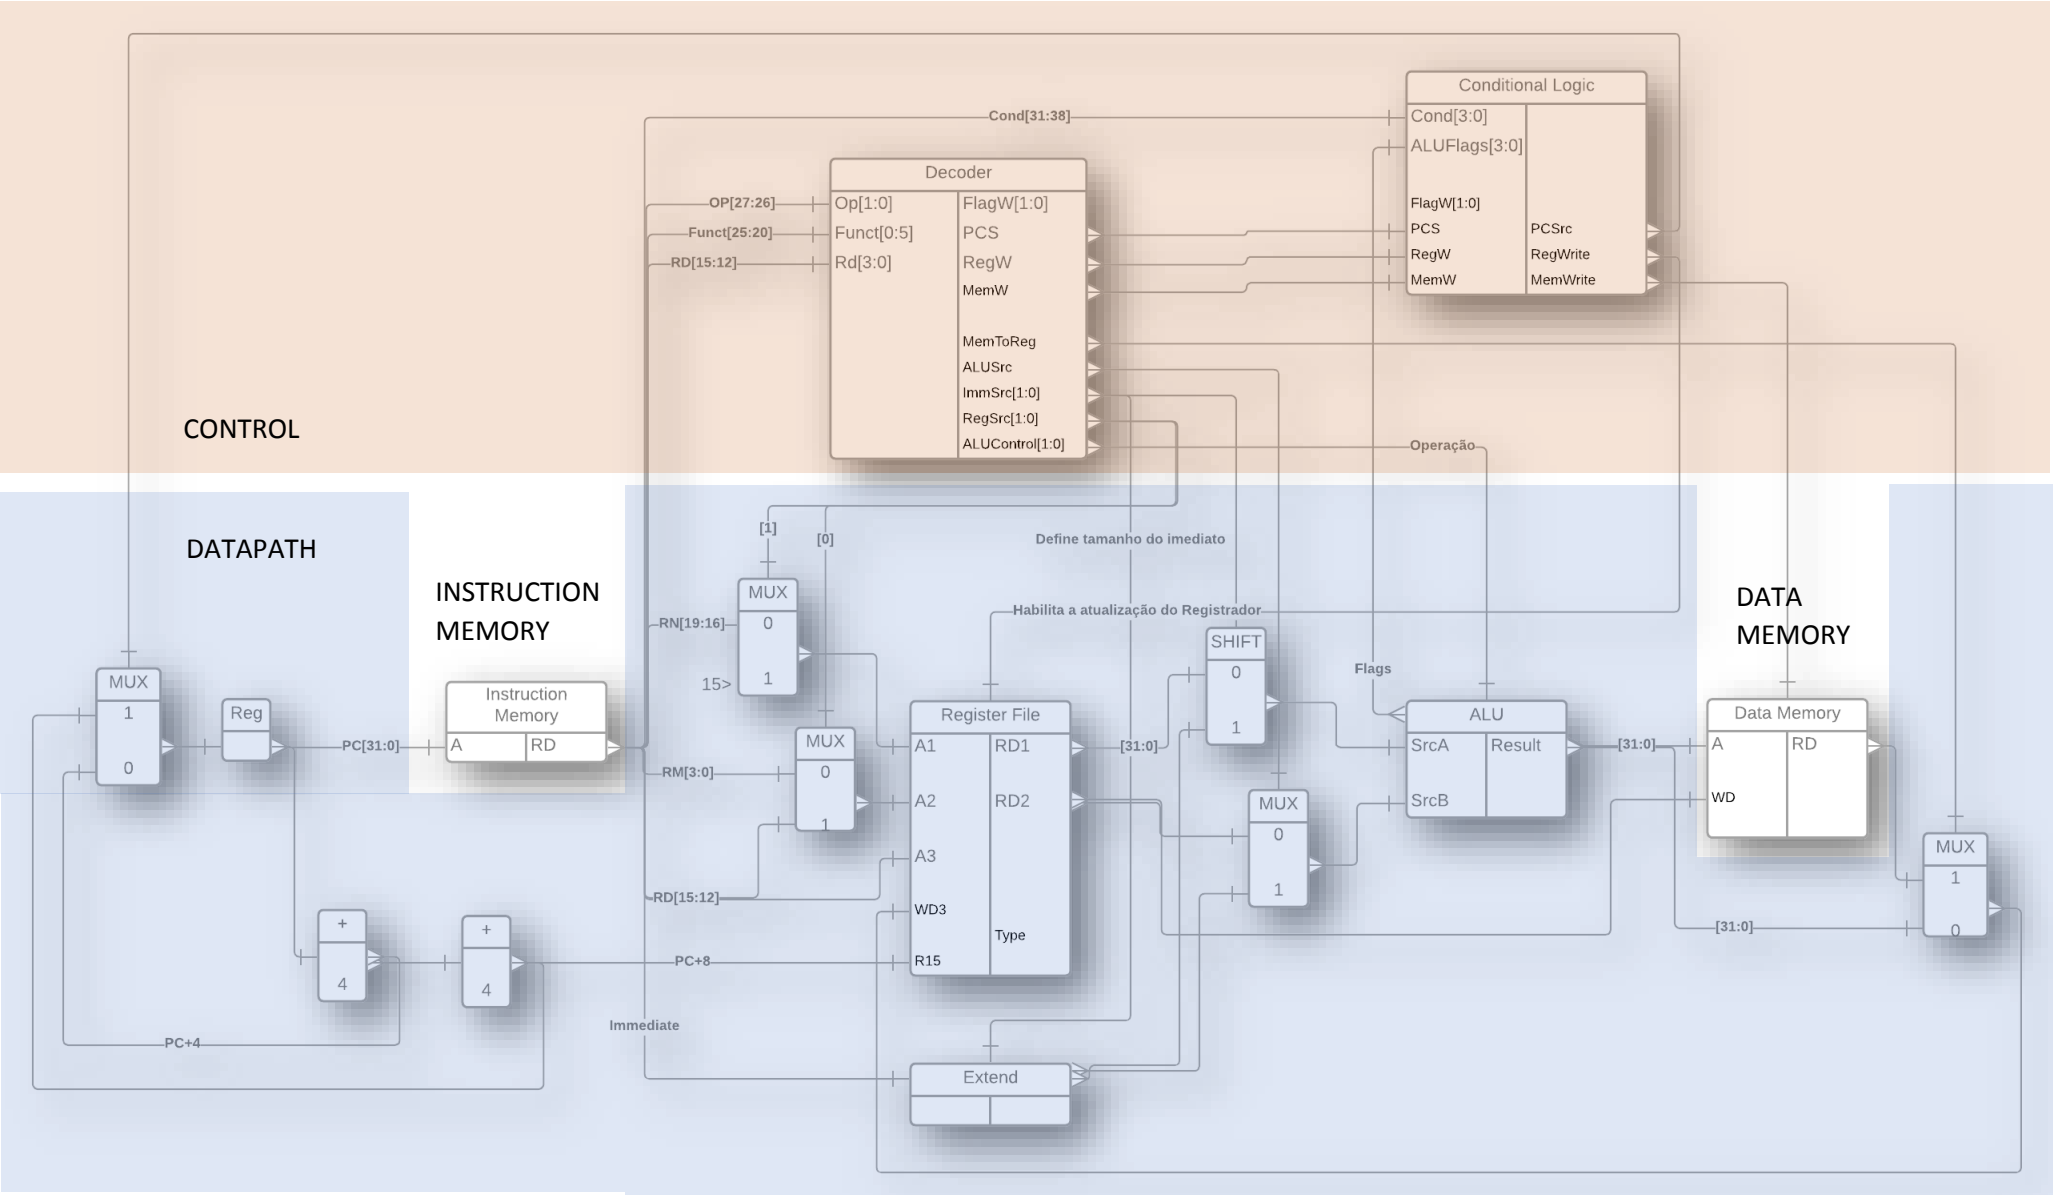 Conditional Logic
Cond[31:38]
Cond[3:0]
ALUFlags[3:0]
FlagW[1:0]
PCS
PCSrc
RegW
RegWrite
MemW
MemWrite
Decoder
OP[27:26]
Op[1:0]
FlagW[1:0]
Funct[25:20]
Funct[0:5]
PCS
RD[15:12]
Rd[3:0]
RegW
MemW
MemToReg
ALUSrc
ImmSrc[1:0]
RegSrc[1:0]
ALUControl[1:0]
Operação
CONTROL
DATAPATH
INSTRUCTION
MEMORY
DATA
MEMORY
[1]
[0]
Define tamanho do imediato
Habilita a atualização do Registrador
MUX
1
0
Reg
PC[31:0]
Instruction
Memory
A
RD
RN[19:16]
MUX
0
1
15>
RM[3:0]
MUX
0
1
RD[15:12]
Register File
A1
RD1
A2
RD2
A3
WD3
Type
R15
[31:0]
SHIFT
0
1
MUX
0
1
Flags
ALU
SrcA
Result
SrcB
[31:0]
Data Memory
A
RD
WD
MUX
1
0
[31:0]
+
4
+
4
PC+8
PC+4
Immediate
Extend